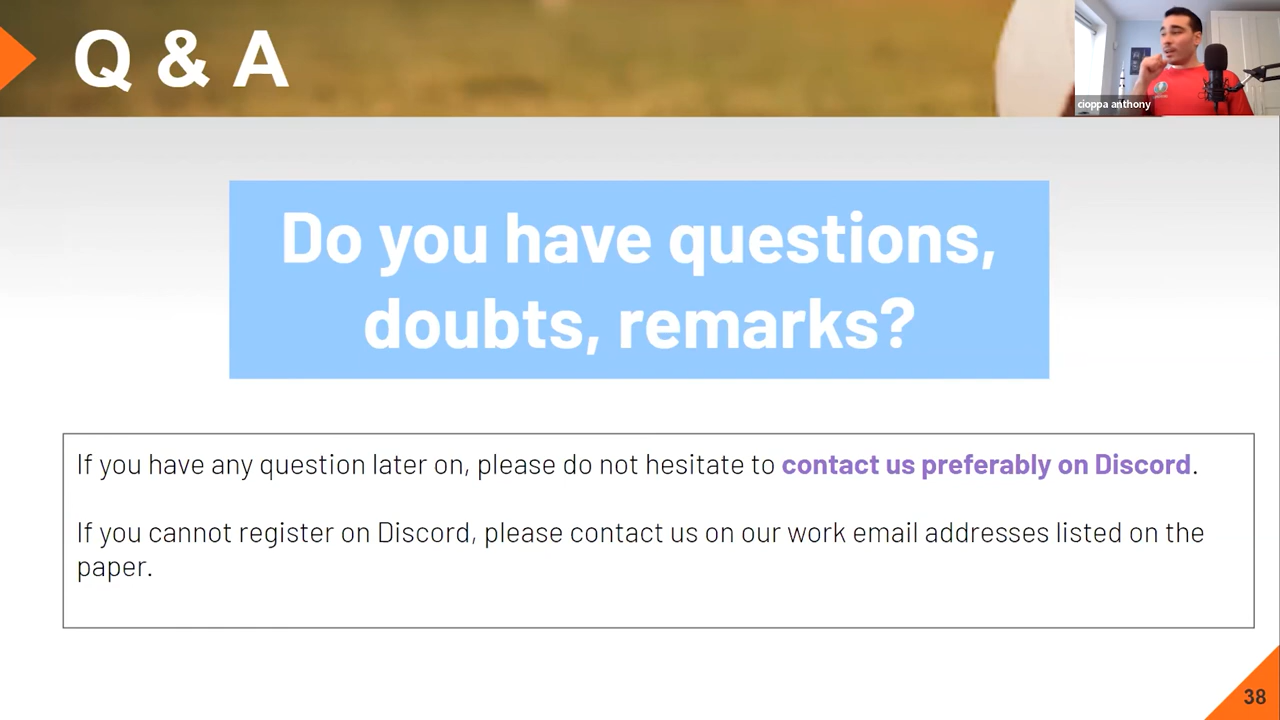 Q & A
cioppa anthony
Do you have questions,
doubts, remarks?
If you have any question later on, please do not hesitate to contact us preferably on Discord.
If you cannot register on Discord, please contact us on our work email addresses listed on the
paper.
38